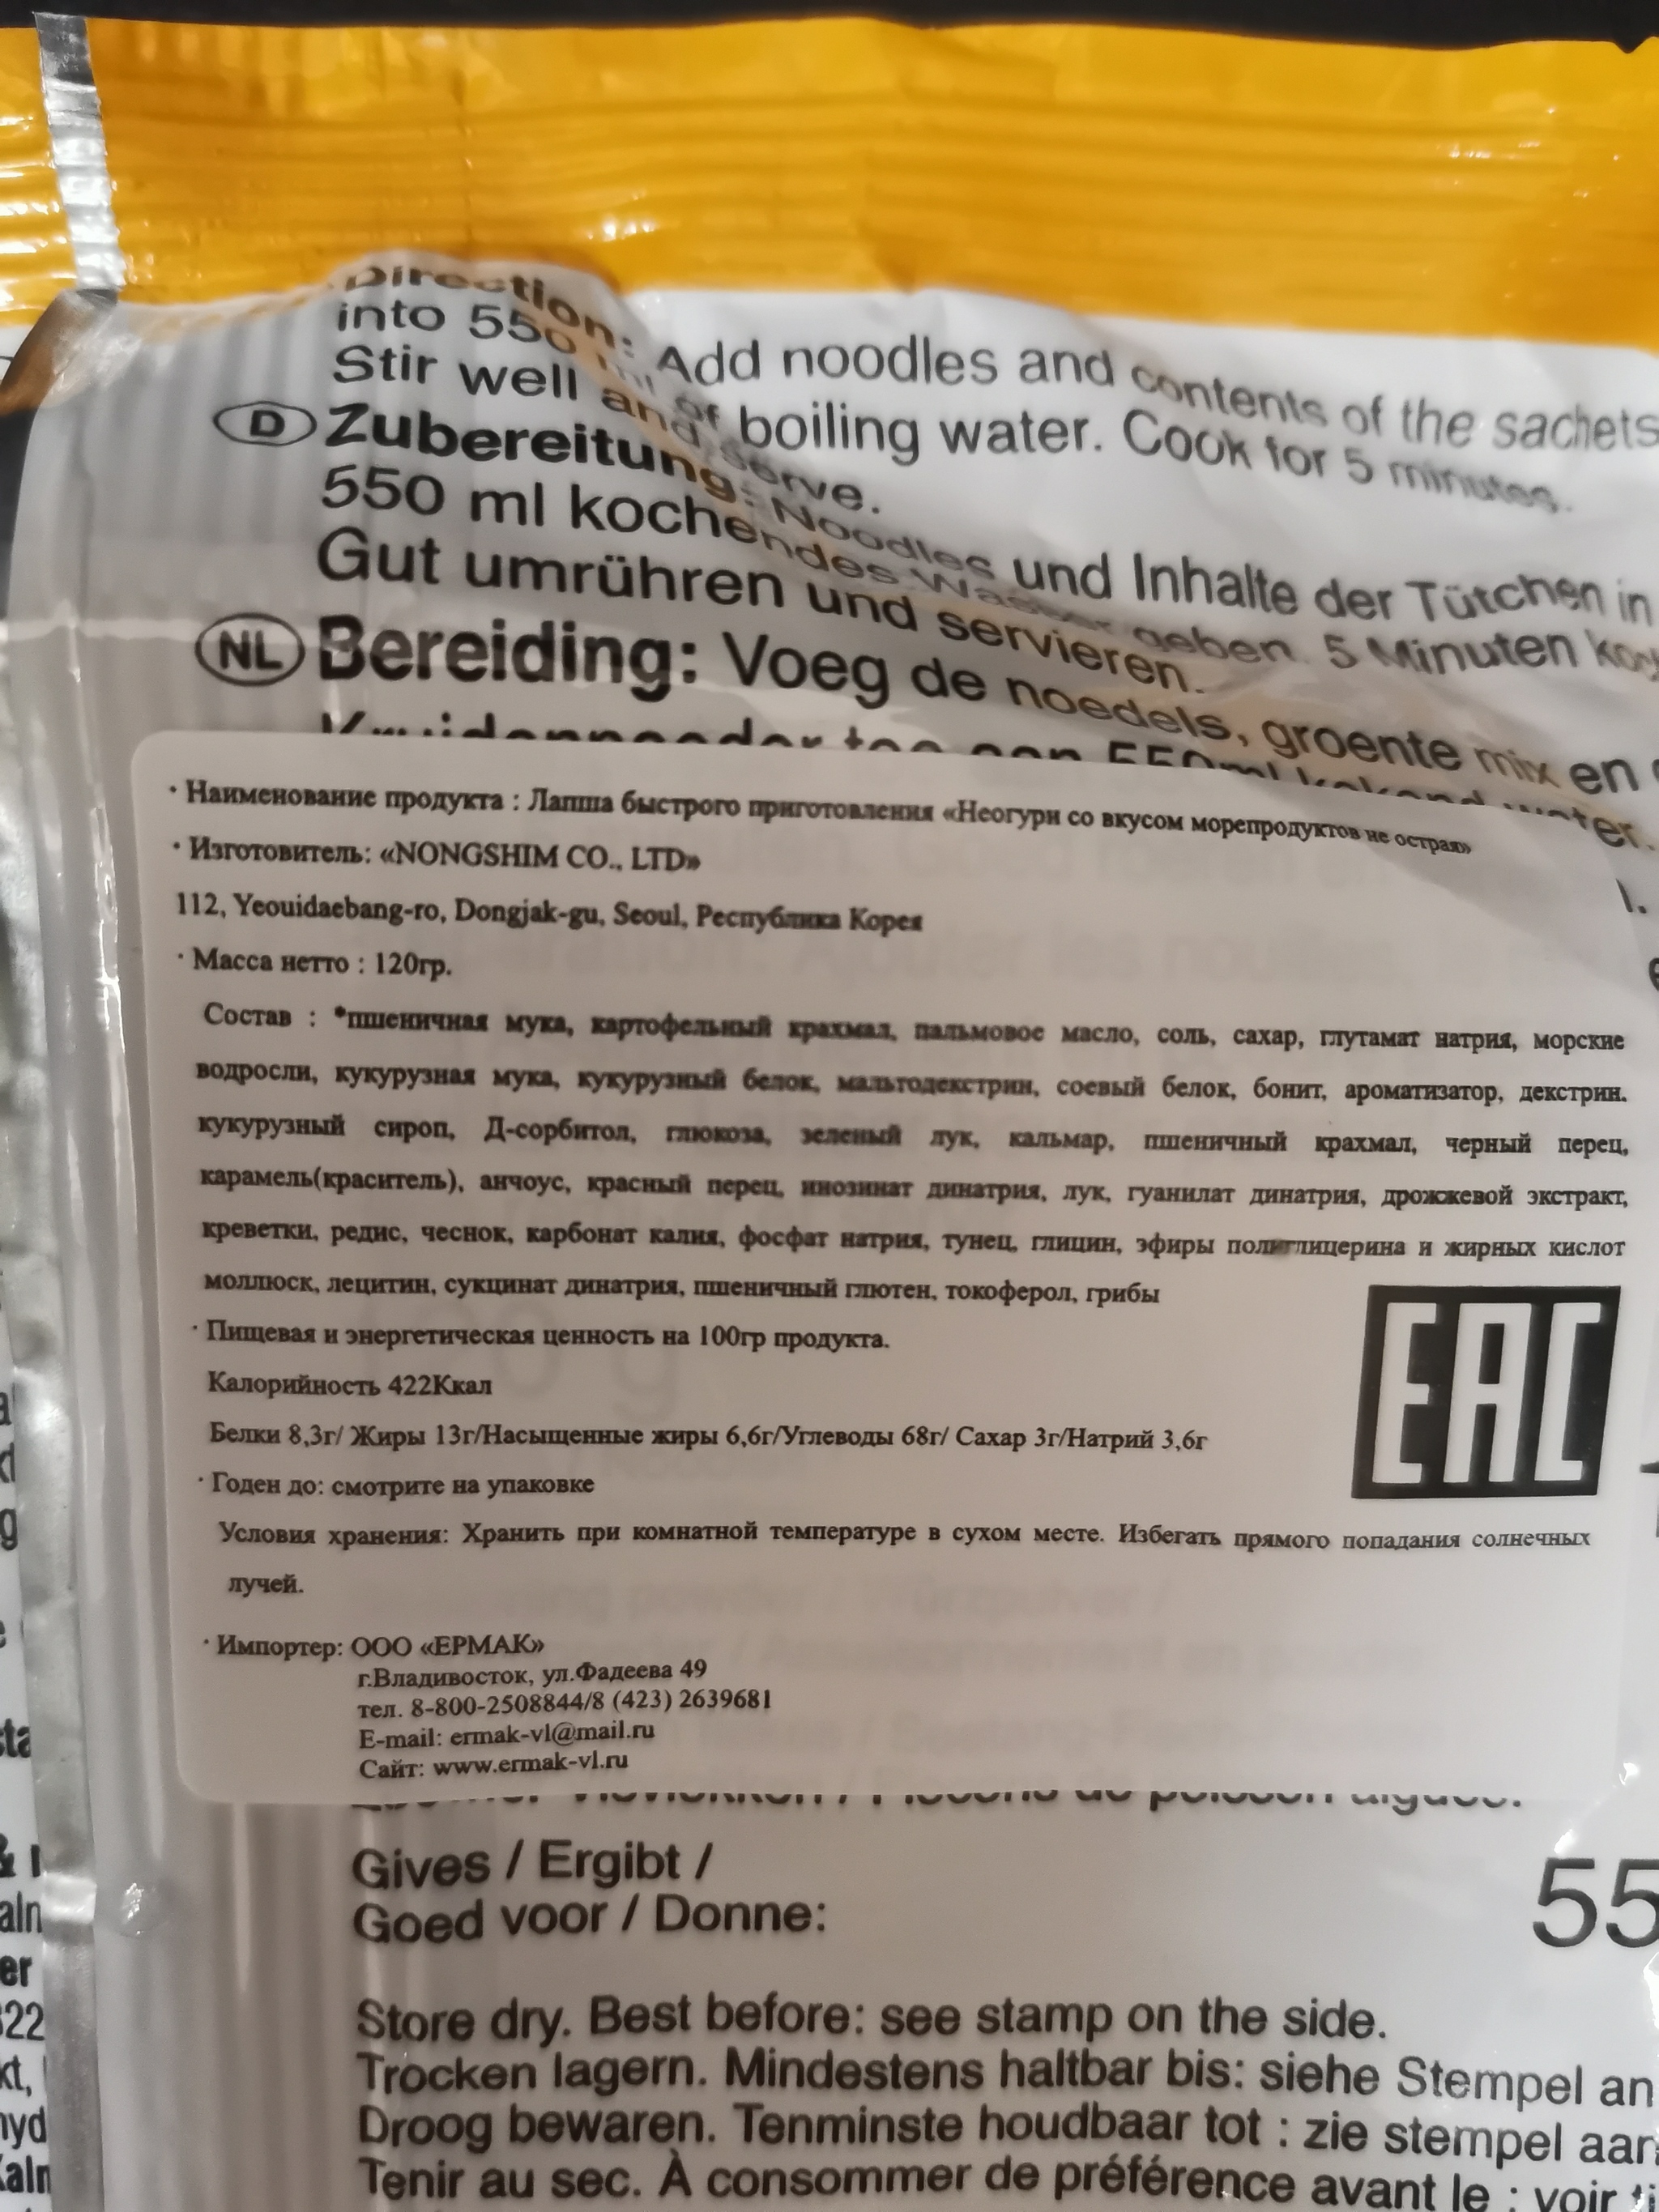 Direction: Add noodles and contents of the sachets
into 550 ml of boiling water. Cook for 5 minutes.
Stir well and serve.
D Zubereitung: Noodles und Inhalte der Tütchen in
550 ml kochendes Wasser geben. 5 Minuten
Gut umrühren und servieren.
NL Bereiding: Voeg de noedels, groente mix en
· Наименование продукта : Лапша быстрого приготовления «Неогури со вкусом морепродуктов не острая»
· Изготовитель: «NONGSHIM CO., LTD»
112, Yeouidaebang-ro, Dongjak-gu, Seoul, Республика Корея
· Масса нетто : 120гр.
Состав : *пшеничная мука, картофельный крахмал, пальмовое масло, соль, сахар, глутамат натрия, морские
водросли, кукурузная мука, кукурузный белок, мальтодекстрин, соевый белок, бонит, ароматизатор, декстрин.
кукурузный сироп, Д-сорбитол, глюкоза, зеленый лук, кальмар, пшеничный крахмал, черный перец,
карамель(краситель), анчоус, красный перец, инозинат динатрия, лук, гуанилат динатрия, дрожжевой экстракт,
креветки, редис, чеснок, карбонат калия, фосфат натрия, тунец, глицин, эфиры полиглицерина и жирных кислот
моллюск, лецитин, сукцинат динатрия, пшеничный глютен, токоферол, грибы
· Пищевая и энергетическая ценность на 100гр продукта.
Калорийность 422Ккал
Белки 8,3г/ Жиры 13г/Насыщенные жиры 6,6г/Углеводы 68г/ Сахар 3г/Натрий 3,6г
EAC
· Годен до: смотрите на упаковке
Условия хранения: Хранить при комнатной температуре в сухом месте. Избегать прямого попадания солнечных
лучей.
· Импортер: ООО «ЕРМАК»
г.Владивосток, ул.Фадеева 49
тел. 8-800-2508844/8 (423) 2639681
E-mail: ermak-vl@mail.ru
Сайт: www.ermak-vl.ru
Gives / Ergibt /
Goed voor / Donne:
55
Store dry. Best before: see stamp on the side.
Trocken lagern. Mindestens haltbar bis: siehe Stempel an
Droog bewaren. Tenminste houdbaar tot : zie stempel aan
Tenir au sec. À consommer de préférence avant le : voir